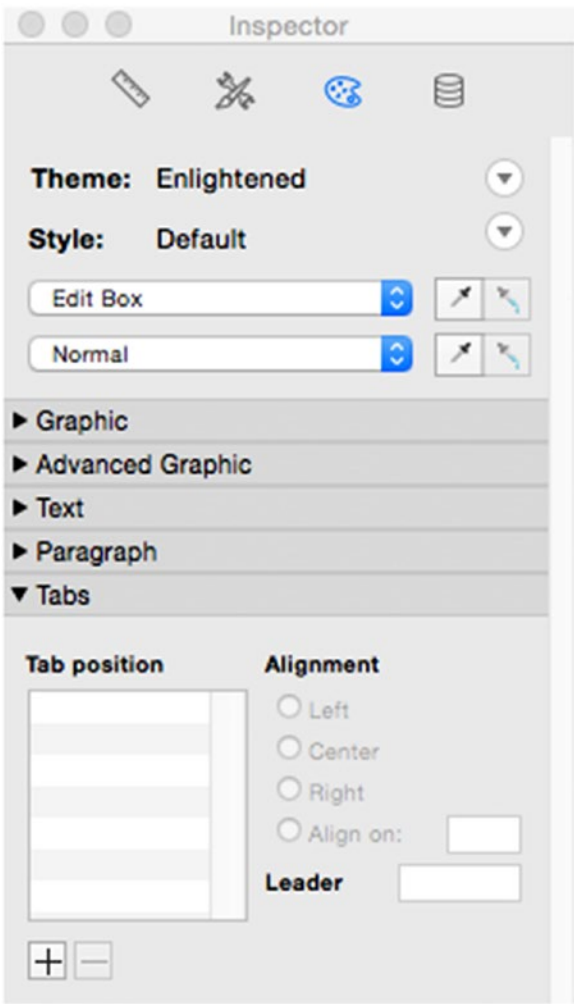 Inspector
Theme: Enlightened
Style: Default
Edit Box
Normal
Graphic
Advanced Graphic
Text
Paragraph
Tabs
Tab position Alignment
Left
Center
Right
Align on:
Leader